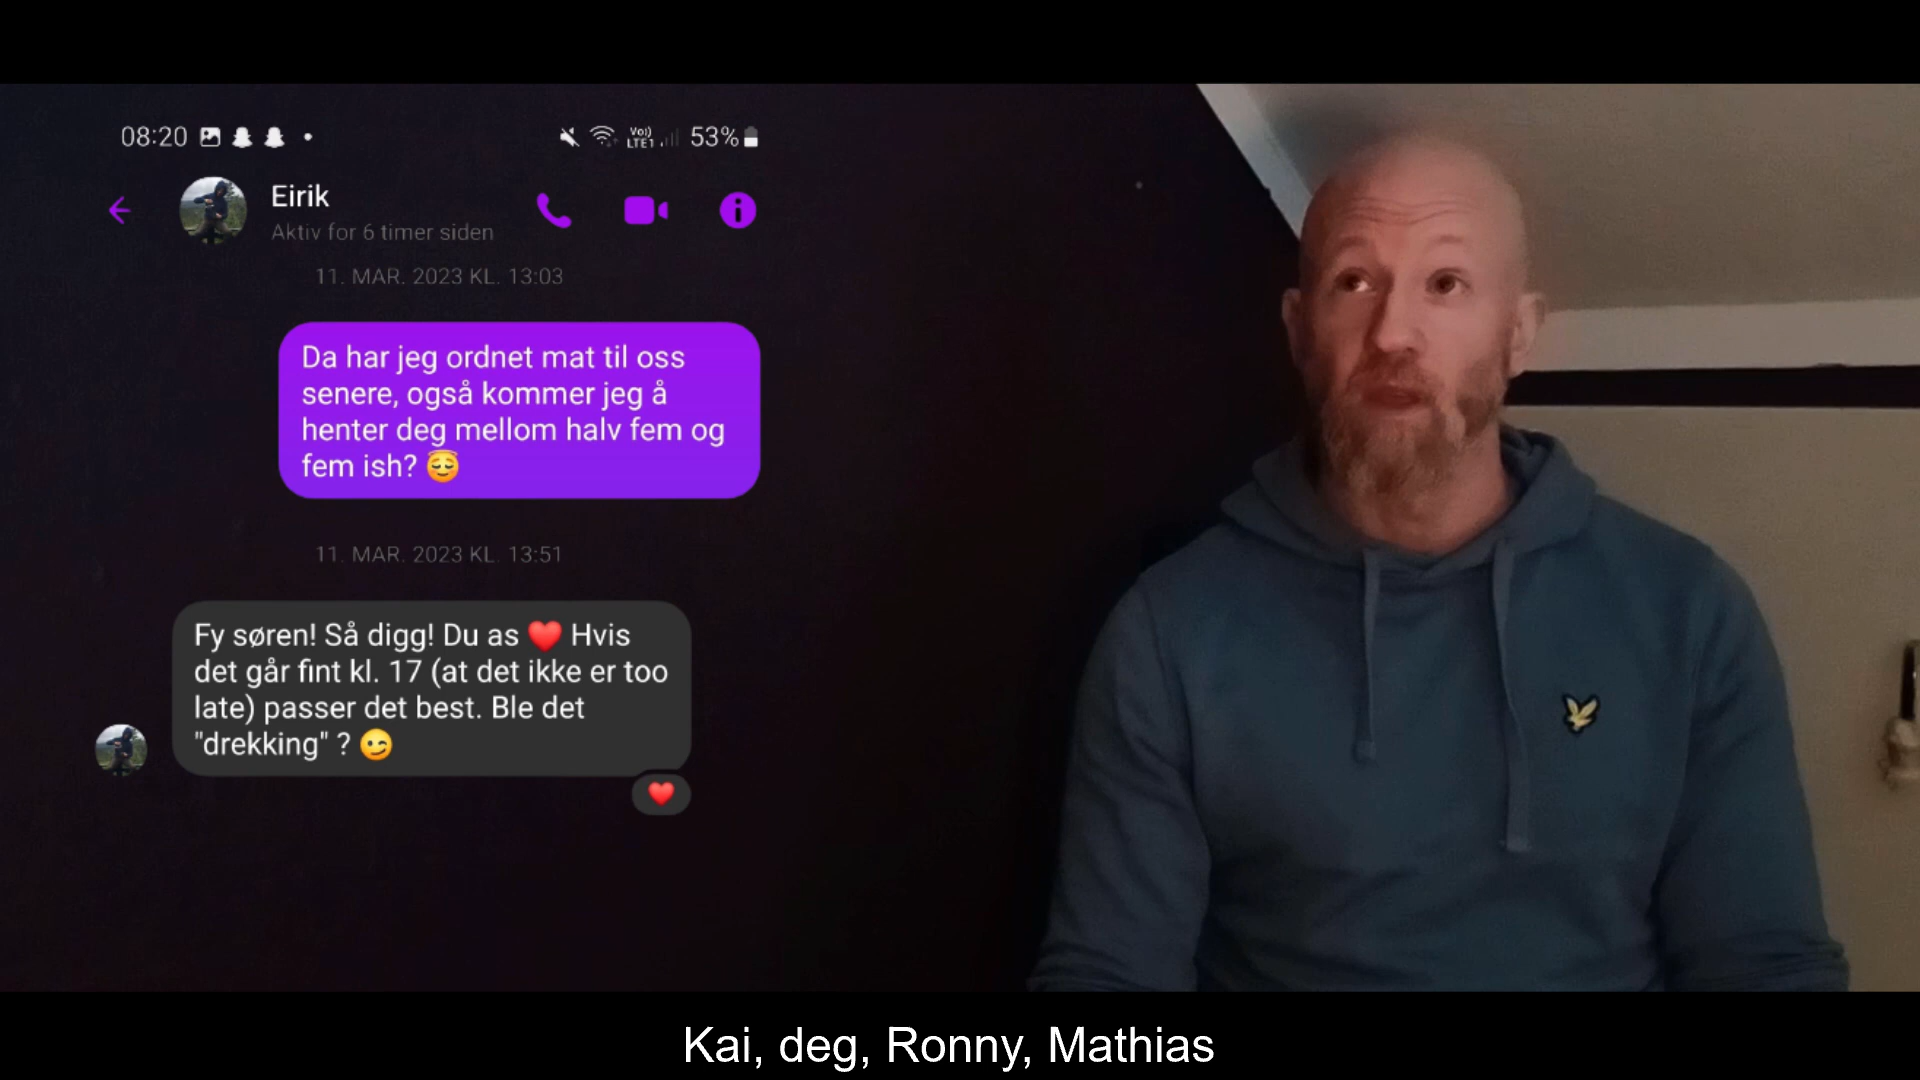 08:20
Vo))
LTE1
53%
Eirik
Aktiv for 6 timer siden
11. MAR. 2023 KL. 13:03
Da har jeg ordnet mat til oss
senere, også kommer jeg å
henter deg mellom halv fem og
fem ish? 😇
11. MAR. 2023 KL. 13:51
Fy søren! Så digg! Du as ❤️ Hvis
det går fint kl. 17 (at det ikke er too
late) passer det best. Ble det
"drekking" ? 😉
Kai, deg, Ronny, Mathias